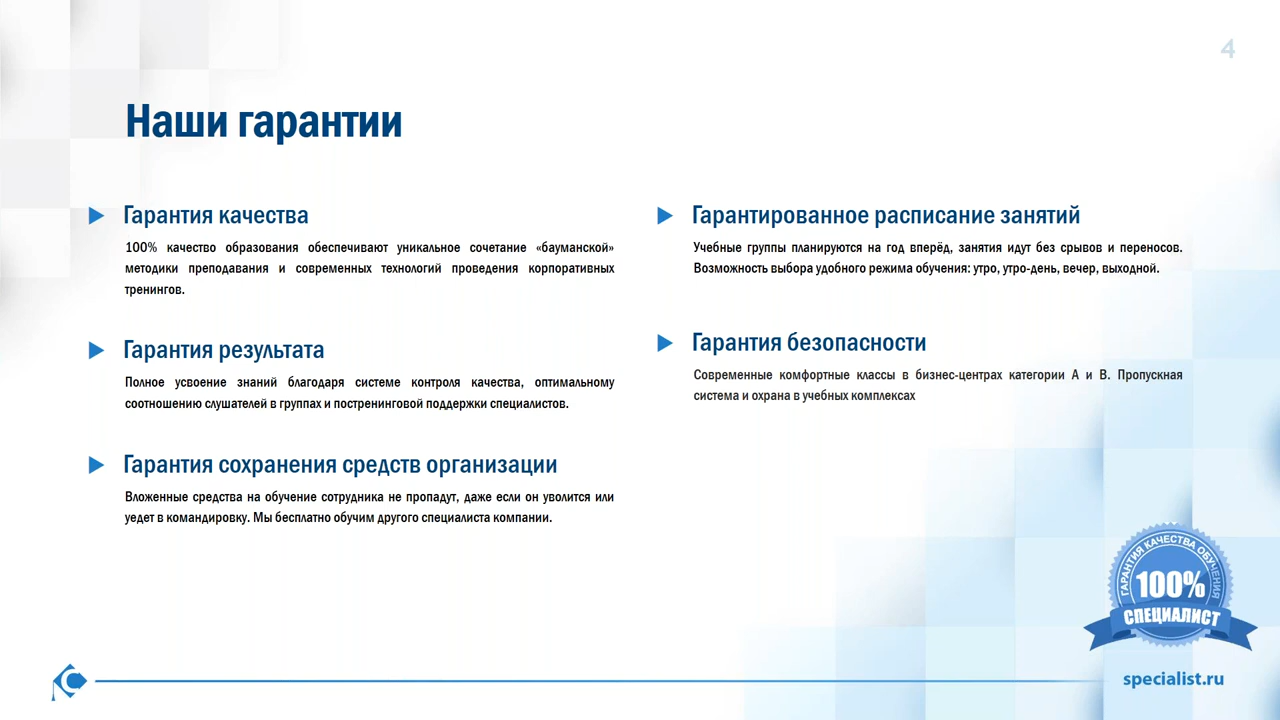 4
Наши гарантии
Гарантия качества
100% качество образования обеспечивают уникальное сочетание «бауманской»
методики преподавания и современных технологий проведения корпоративных
тренингов.
Гарантия результата
Полное усвоение знаний благодаря системе контроля качества, оптимальному
соотношению слушателей в группах и постренинговой поддержки специалистов.
Гарантия сохранения средств организации
Вложенные средства на обучение сотрудника не пропадут, даже если он уволится или
уедет в командировку. Мы бесплатно обучим другого специалиста компании.
Гарантированное расписание занятий
Учебные группы планируются на год вперёд, занятия идут без срывов и переносов.
Возможность выбора удобного режима обучения: утро, утро-день, вечер, выходной.
Гарантия безопасности
Современные комфортные классы в бизнес-центрах категории А и В. Пропускная
система и охрана в учебных комплексах
ГАРАНТИЯ КАЧЕСТВА ОБУЧЕНИЯ
100%
СПЕЦИАЛИСТ
specialist.ru